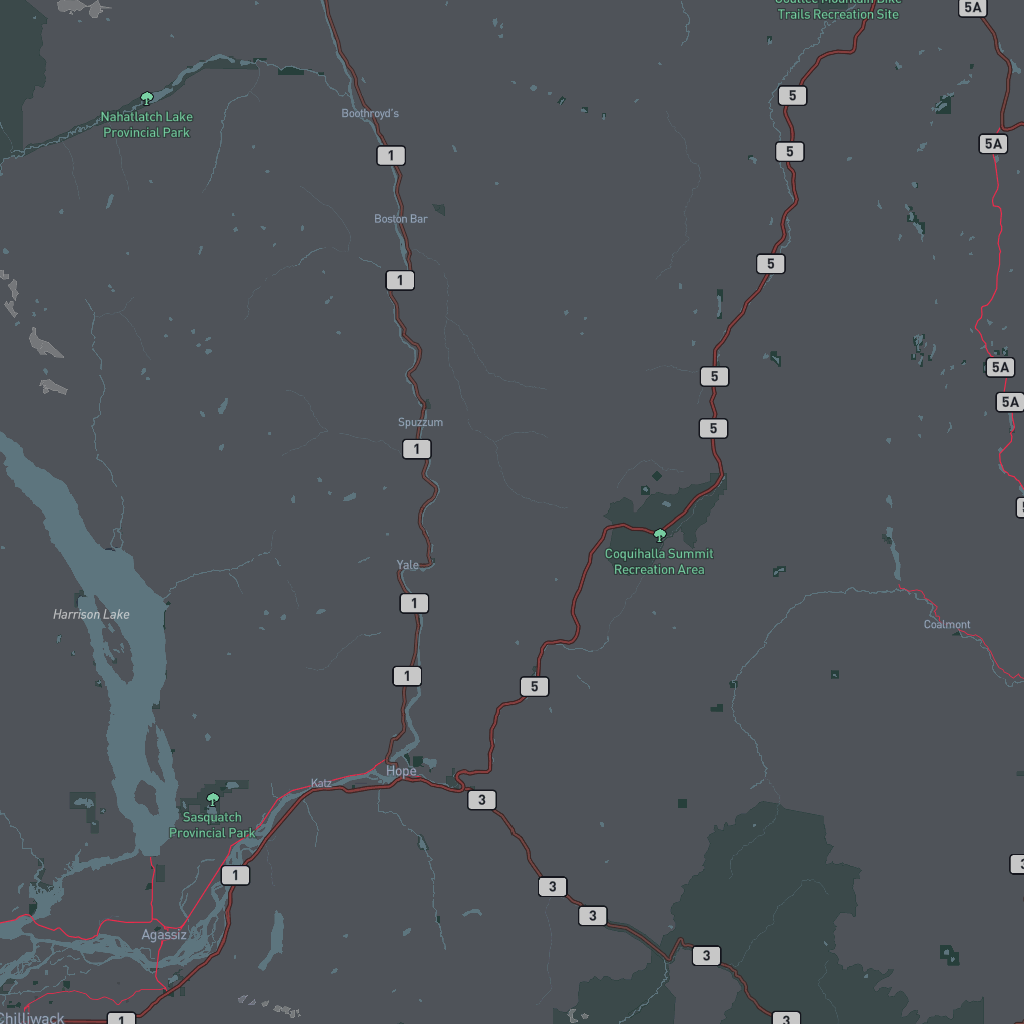 Coutlee Mountain Bike
Trails Recreation Site
5A
Nahatlatch Lake
Provincial Park
5
Boothroyd's
1
5
5A
Boston Bar
1
5
5
5A
5A
Spuzzum
1
5
Coquihalla Summit
Recreation Area
Yale
1
Harrison Lake
Coalmont
1
5
Hope
Katz
3
Sasquatch
Provincial Park
1
3
3
3
Agassiz
3
Chilliwack
1
3